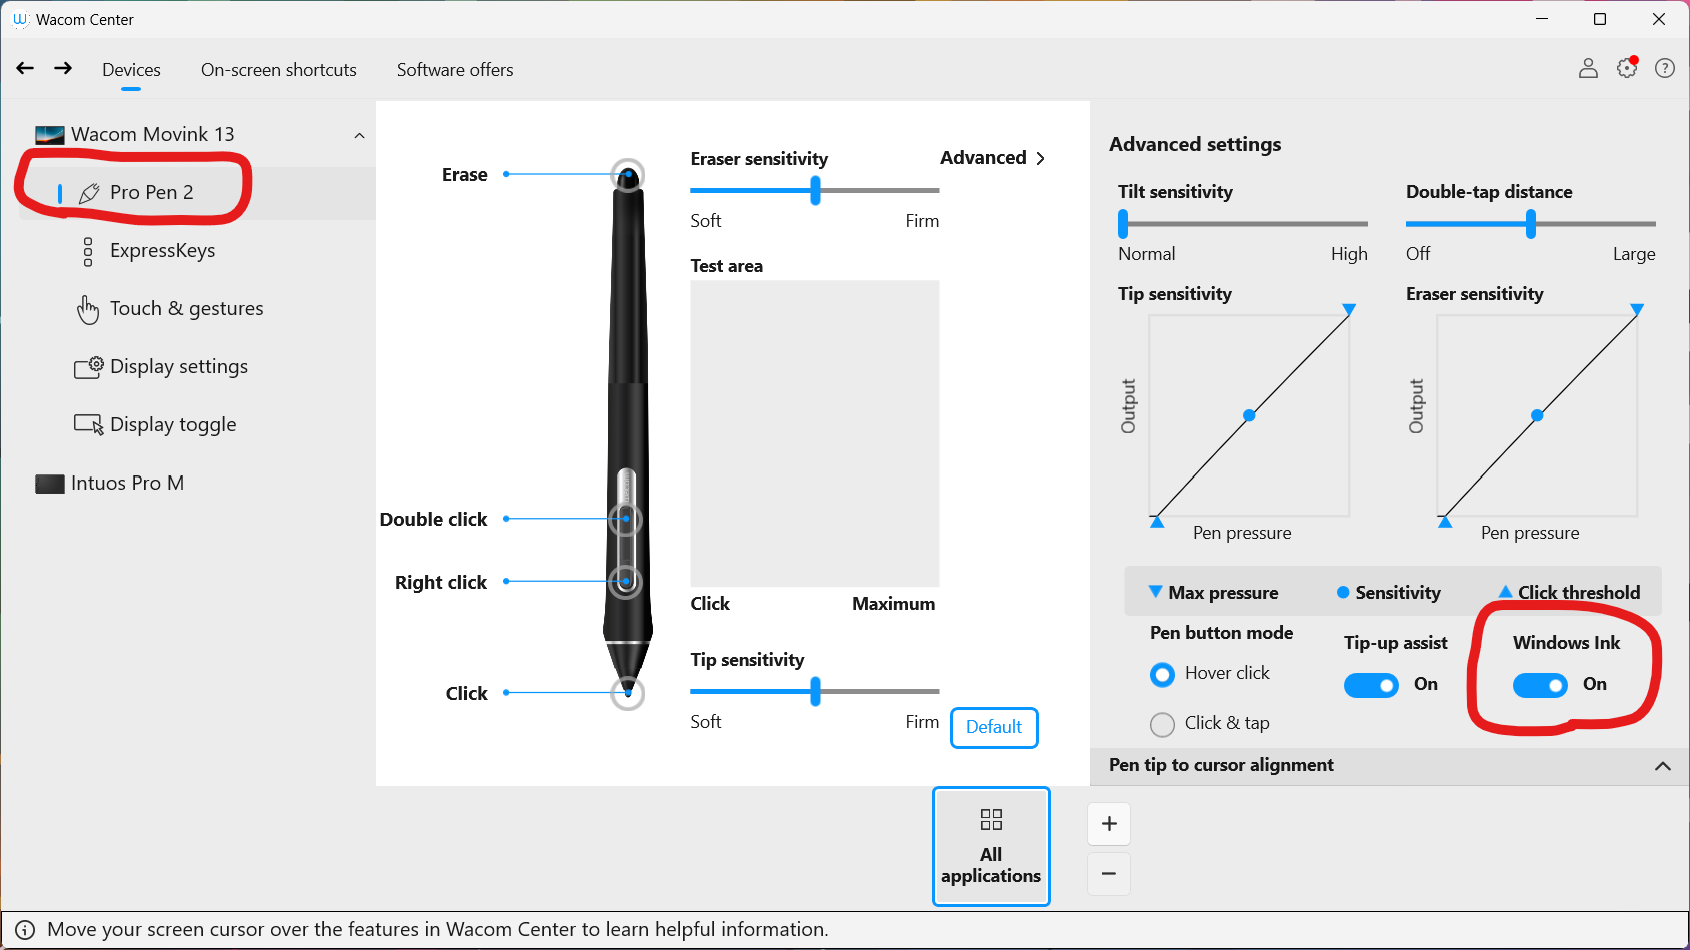 Wacom Center
Devices On-screen shortcuts Software offers
Wacom Movink 13
Pro Pen 2
ExpressKeys
Touch & gestures
Display settings
Display toggle
Intuos Pro M
Erase
Double click
Right click
Click
Eraser sensitivity
Advanced
Soft Firm
Test area
Click Maximum
Tip sensitivity
Soft Firm
Default
Advanced settings
Tilt sensitivity Double-tap distance
Normal High Off Large
Tip sensitivity Eraser sensitivity
Output Output
Pen pressure Pen pressure
Max pressure Sensitivity Click threshold
Pen button mode
Hover click
Click & tap
Tip-up assist
On
Windows Ink
On
Pen tip to cursor alignment
All
applications
Move your screen cursor over the features in Wacom Center to learn helpful information.